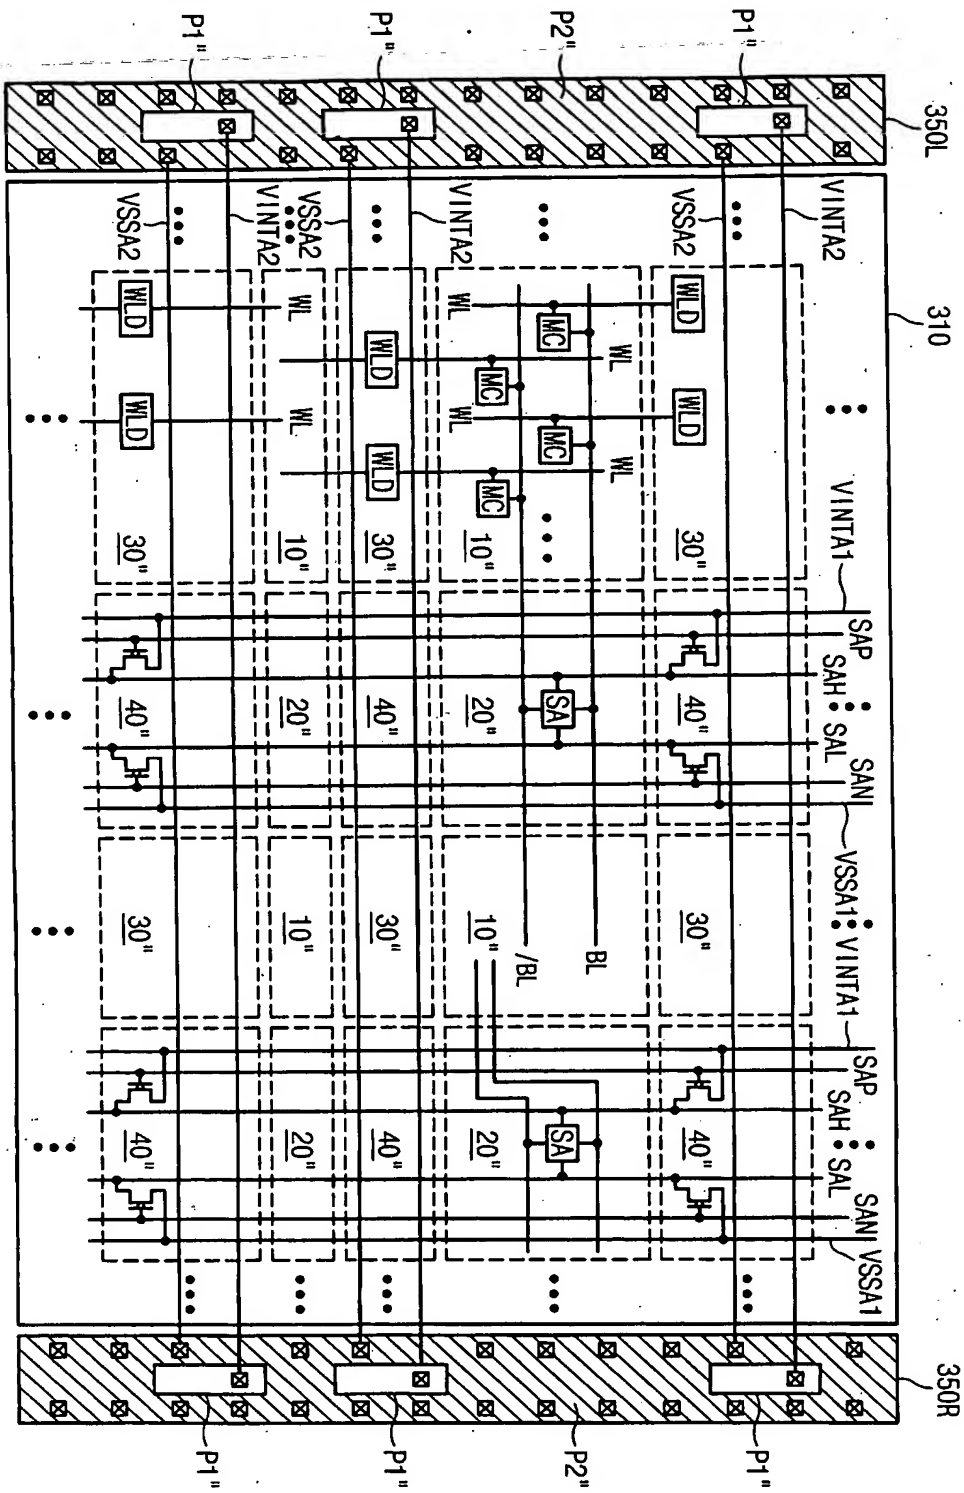 350L
310
350R
VINTA2
VINTA1
SAP
SAH
SAL
SAN
VSSA1
VINTA1
SAP
SAH
SAL
SAN
VSSA1
P1"
VSSA2
WLD
WLD
30"
40"
30"
40"
P1"
P2"
WL
WL
MC
MC
SA
BL
SA
P2"
MC
MC
/BL
WL
WL
10"
20"
10"
20"
P1"
VINTA2
WLD
WLD
30"
40"
30"
40"
P1"
VSSA2
WL
WL
10"
20"
10"
20"
P1"
VINTA2
VSSA2
WLD
WLD
30"
40"
30"
40"
P1"